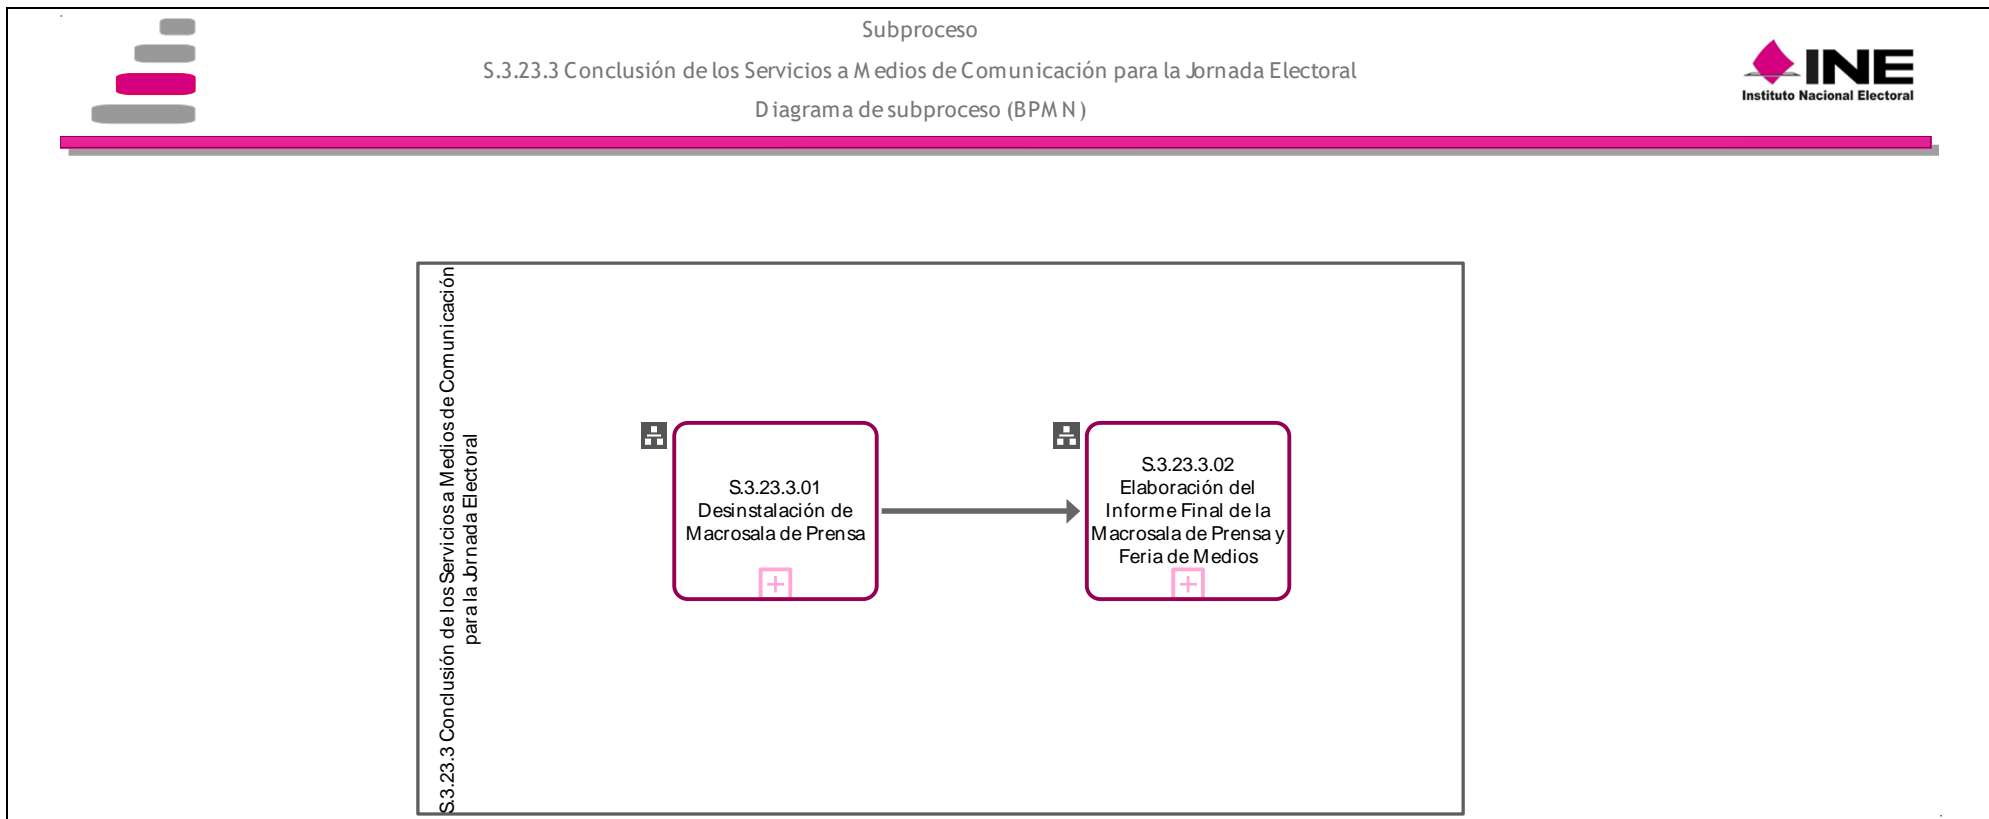 Subproceso
S.3.23.3 Conclusión de los Servicios a Medios de Comunicación para la Jornada Electoral
Diagrama de subproceso (BPMN)
INE
Instituto Nacional Electoral
S.3.23.3 Conclusión de los Servicios a Medios de Comunicación
para la Jornada Electoral
S.3.23.3.01
Desinstalación de
Macrosala de Prensa
S.3.23.3.02
Elaboración del
Informe Final de la
Macrosala de Prensa y
Feria de Medios